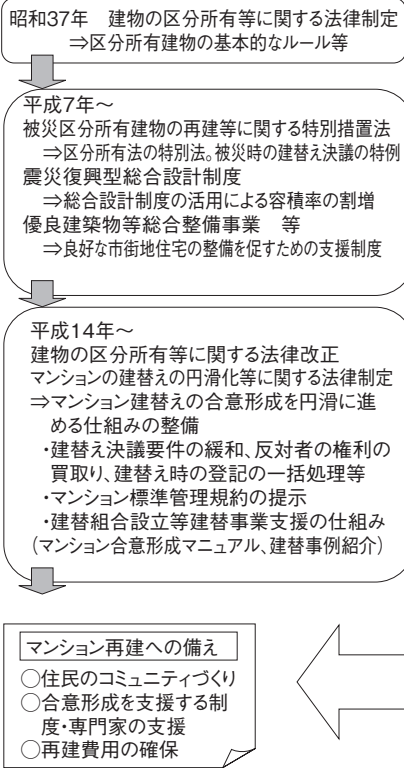 昭和37年　建物の区分所有等に関する法律制定
⇒区分所有建物の基本的なルール等
平成7年～
被災区分所有建物の再建等に関する特別措置法
⇒区分所有法の特別法。被災時の建替え決議の特例
震災復興型総合設計制度
⇒総合設計制度の活用による容積率の割増
優良建築物等総合整備事業　等
⇒良好な市街地住宅の整備を促すための支援制度
平成14年～
建物の区分所有等に関する法律改正
マンションの建替えの円滑化等に関する法律制定
⇒マンション建替えの合意形成を円滑に進
める仕組みの整備
・建替え決議要件の緩和、反対者の権利の
買取り、建替え時の登記の一括処理等
・マンション標準管理規約の提示
・建替組合設立等建替事業支援の仕組み
（マンション合意形成マニュアル、建替事例紹介）
マンション再建への備え
○住民のコミュニティづくり
○合意形成を支援する制
度・専門家の支援
○再建費用の確保